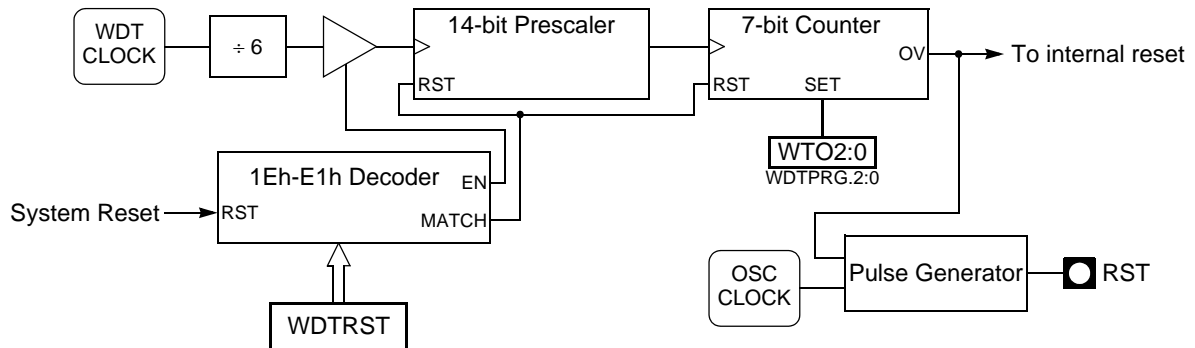 WDT
CLOCK
÷ 6
14-bit Prescaler
RST
7-bit Counter
RST
SET
OV
To internal reset
WTO2:0
WDTPRG.2:0
1Eh-E1h Decoder
EN
MATCH
System Reset
RST
WDTRST
OSC
CLOCK
Pulse Generator
RST